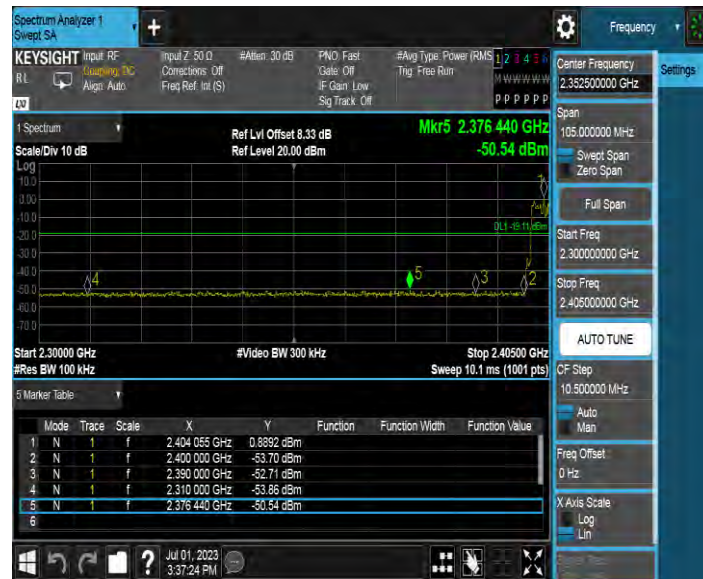 Spectrum Analyzer 1
Swept SA
+
Frequency
KEYSIGHT
RL
LXI
Input: RF
Coupling: DC
Align: Auto
Input Z: 50 Ω
Corrections: Off
Freq Ref: Int (S)
#Atten: 30 dB
PNO: Fast
Gate: Off
IF Gain: Low
Sig Track: Off
#Avg Type: Power (RMS
Trig: Free Run
1 2 3 4 5 6
M W W W W W
P P P P P P
1 Spectrum
Scale/Div 10 dB
Ref Lvl Offset 8.33 dB
Ref Level 20.00 dBm
Mkr5 2.376 440 GHz
-50.54 dBm
Log
10.0
0.00
-10.0
-20.0
-30.0
-40.0
-50.0
-60.0
-70.0
DL1 -19.11 dBm
4
5
3
2
Start 2.30000 GHz
#Video BW 300 kHz
Stop 2.40500 GHz
#Res BW 100 kHz
Sweep 10.1 ms (1001 pts)
5 Marker Table
Mode Trace Scale X Y Function Function Width Function Value
1 N 1 f 2.404 055 GHz 0.8892 dBm
2 N 1 f 2.400 000 GHz -53.70 dBm
3 N 1 f 2.390 000 GHz -52.71 dBm
4 N 1 f 2.310 000 GHz -53.86 dBm
5 N 1 f 2.376 440 GHz -50.54 dBm
6
?
Jul 01, 2023
3:37:24 PM
Center Frequency
2.352500000 GHz
Settings
Span
105.000000 MHz
Swept Span
Zero Span
Full Span
Start Freq
2.300000000 GHz
Stop Freq
2.405000000 GHz
AUTO TUNE
CF Step
10.500000 MHz
Auto
Man
Freq Offset
0 Hz
X Axis Scale
Log
Lin